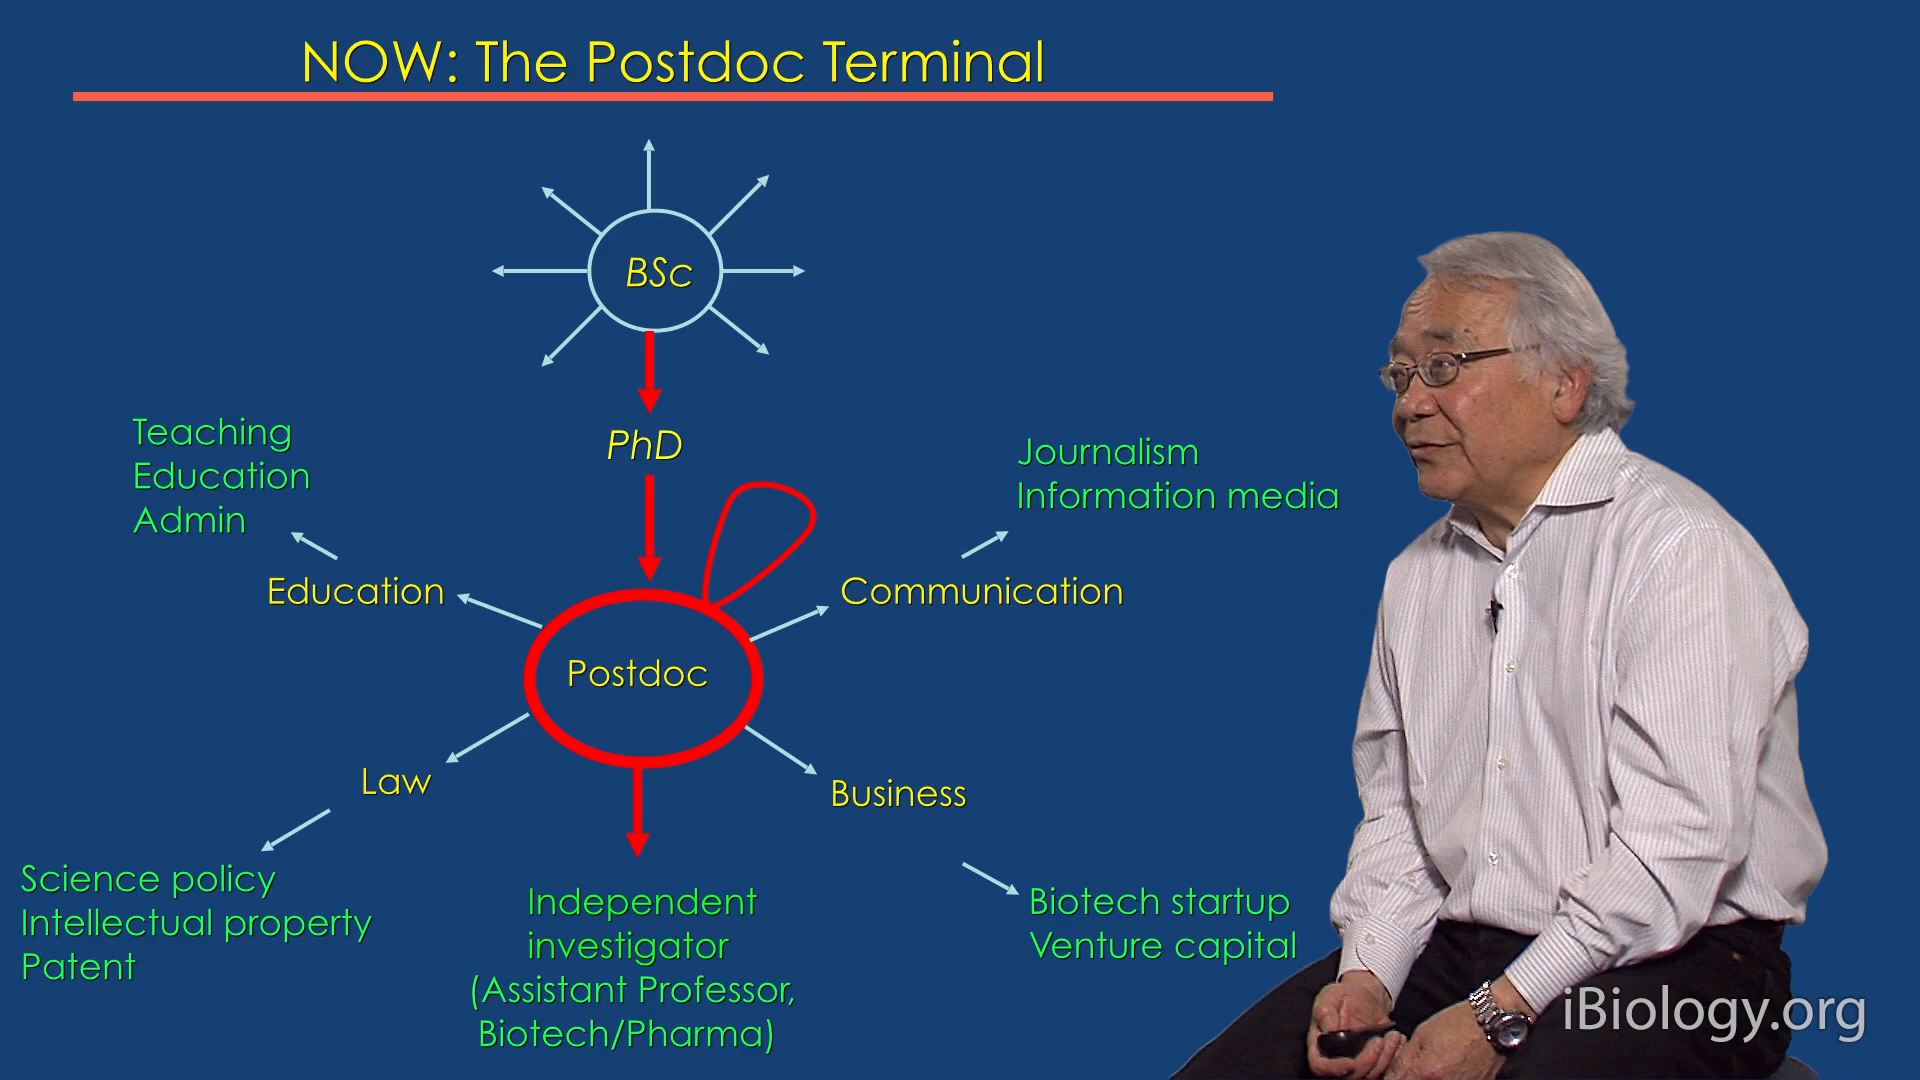 NOW: The Postdoc Terminal
BSc
PhD
Teaching
Education
Admin
Journalism
Information media
Education
Communication
Postdoc
Law
Business
Science policy
Intellectual property
Patent
Independent
investigator
(Assistant Professor,
Biotech/Pharma)
Biotech startup
Venture capital
iBiology.org